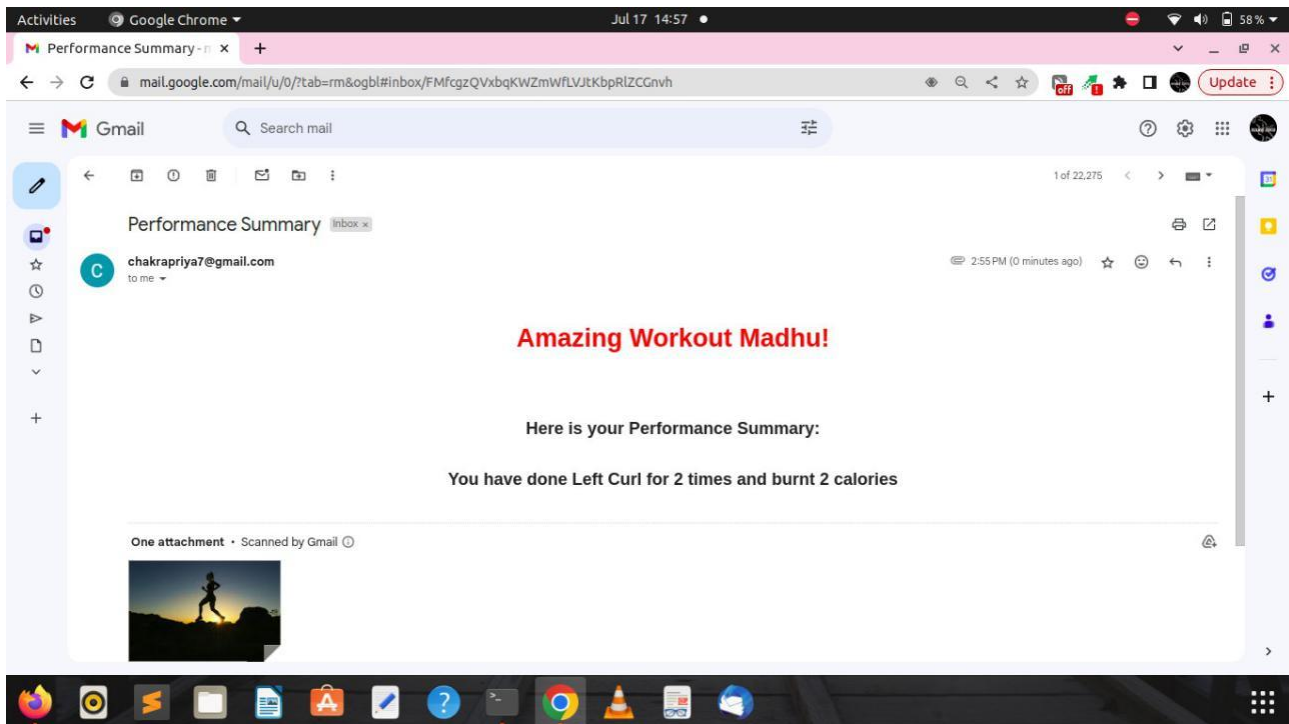 Activities Google Chrome Jul 17 14:57 58 %
Performance Summary - n
mail.google.com/mail/u/0/?tab=rm&ogbl#inbox/FMfcgzQVxbqKWZmWfLVJtKbpRlZCGnvh off Update
Gmail Search mail
1 of 22,275
31
Performance Summary Inbox x
C chakrapriya7@gmail.com 2:55 PM (0 minutes ago)
to me
Amazing Workout Madhu!
Here is your Performance Summary:
You have done Left Curl for 2 times and burnt 2 calories
One attachment • Scanned by Gmail